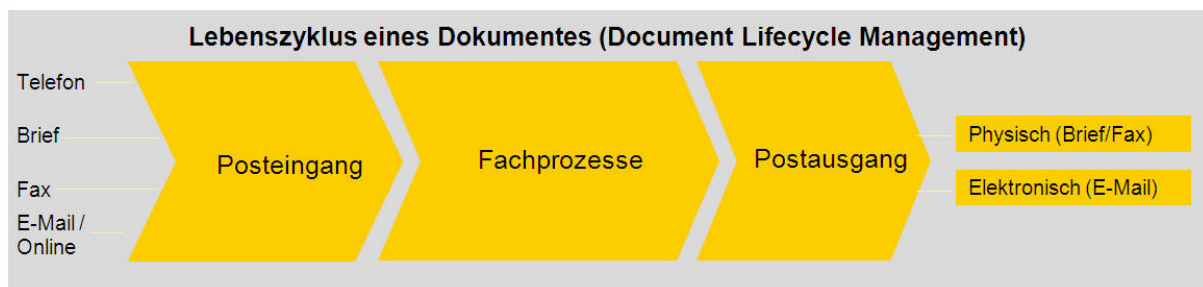 Lebenszyklus eines Dokumentes (Document Lifecycle Management)
Telefon
Brief
Fax
E-Mail /
Online
Posteingang
Fachprozesse
Postausgang
Physisch (Brief/Fax)
Elektronisch (E-Mail)